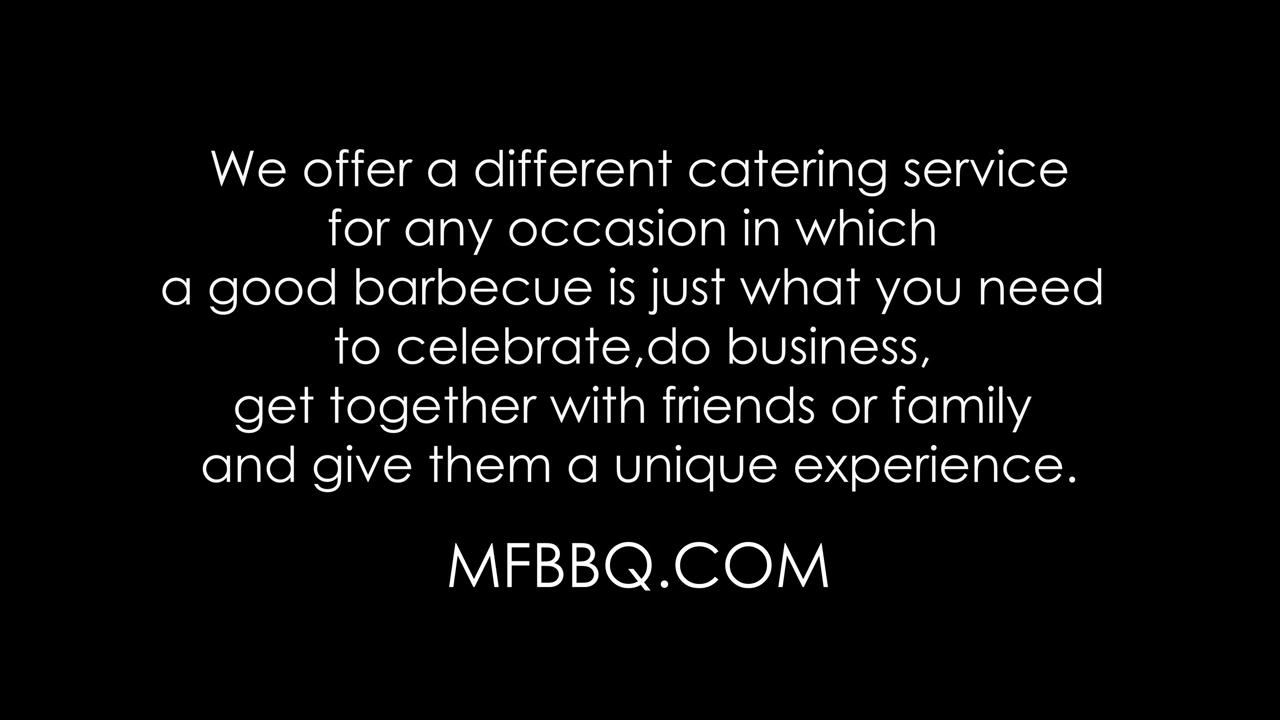 We offer a different catering service
for any occasion in which
a good barbecue is just what you need
to celebrate,do business,
get together with friends or family
and give them a unique experience.
MFBBQ.COM